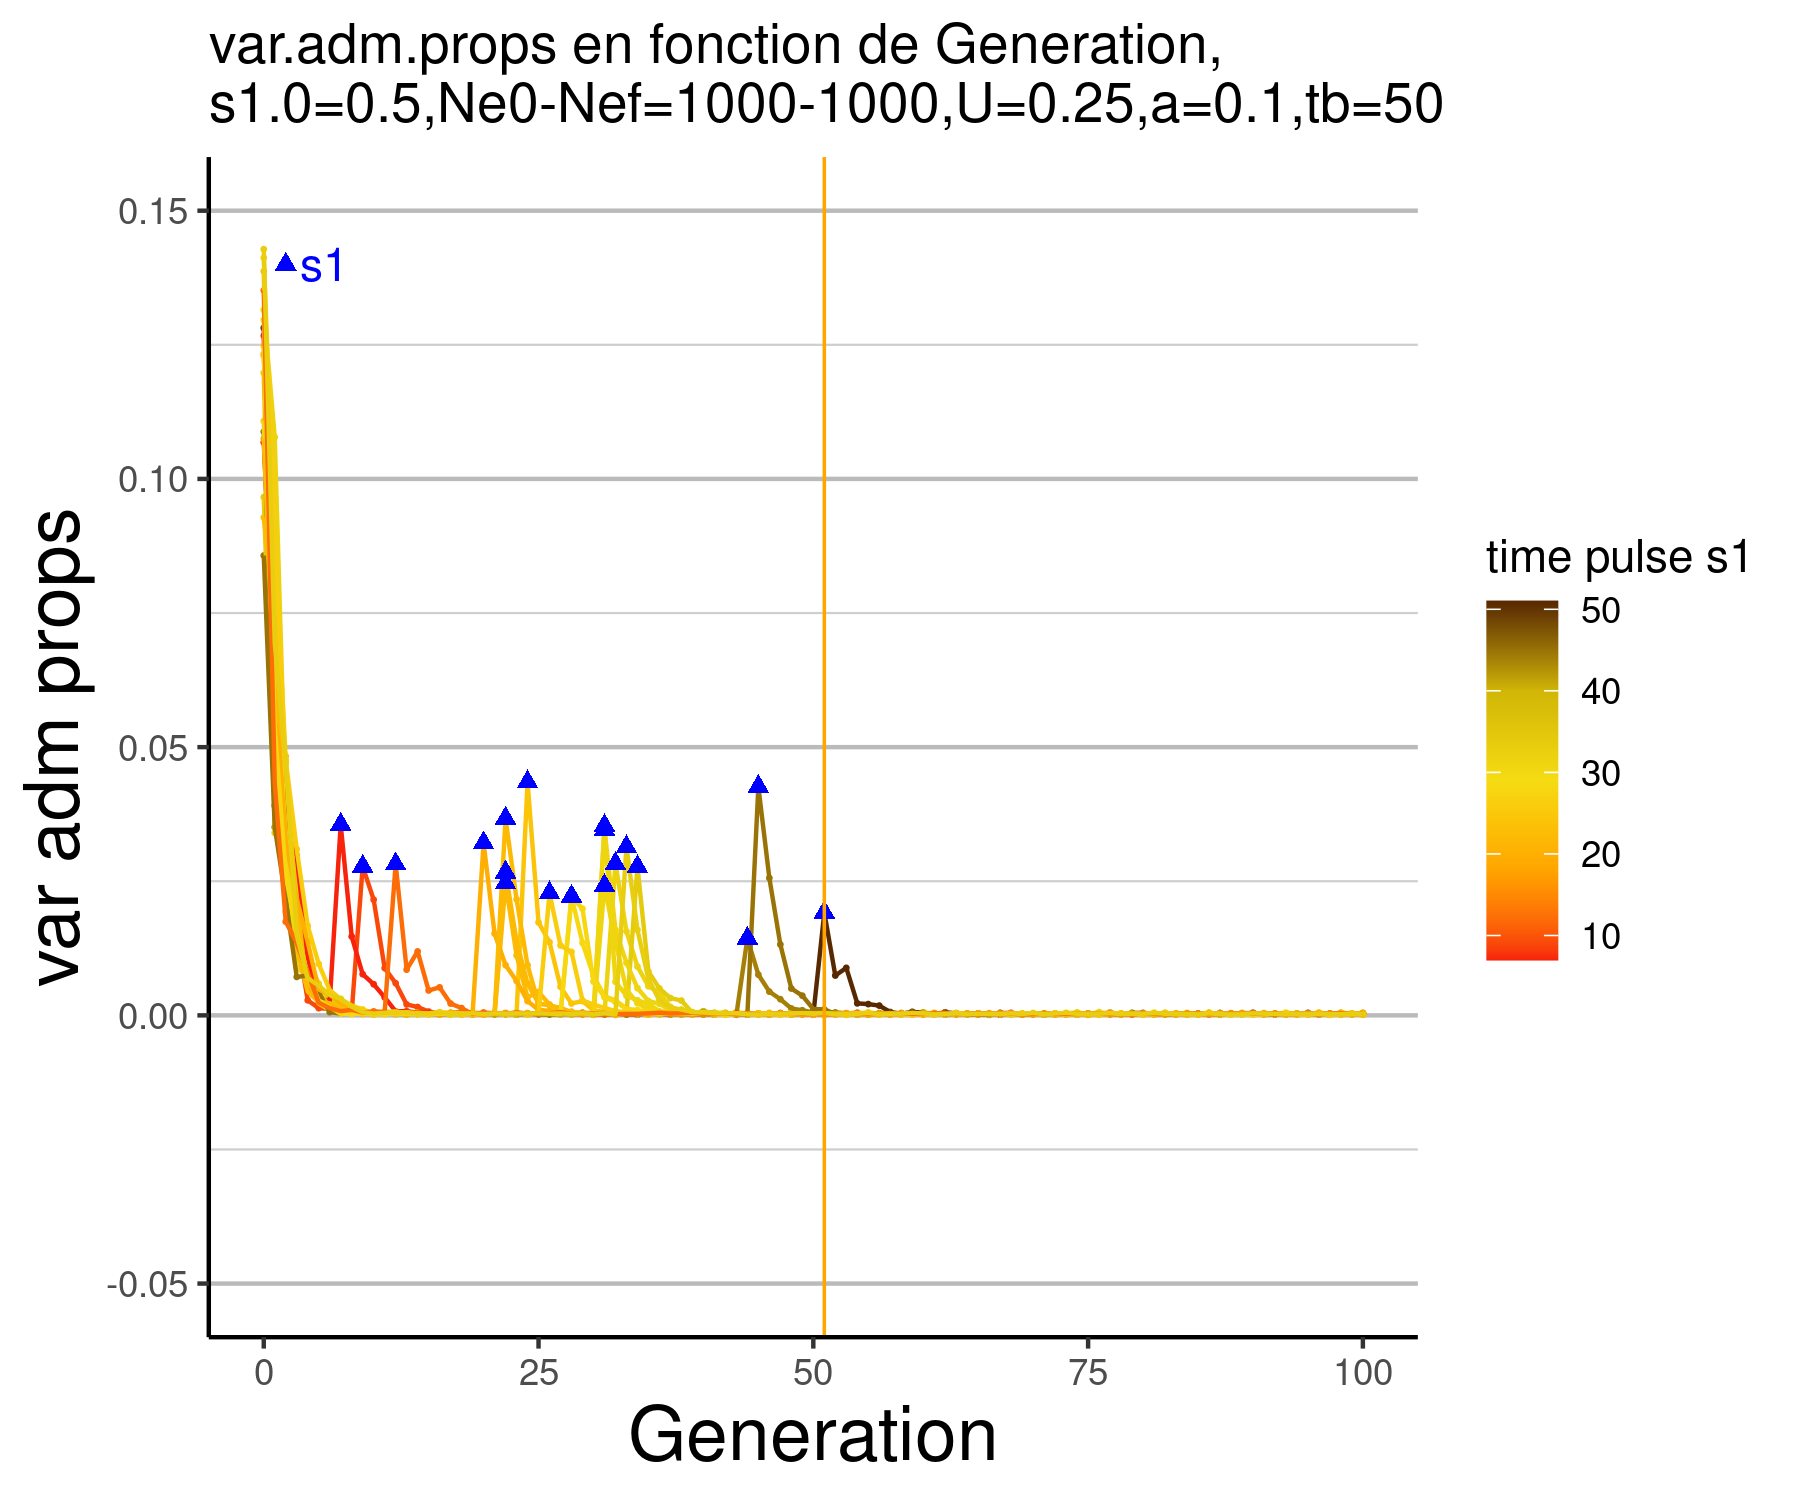 var.adm.props en fonction de Generation,
s1.0=0.5,Ne0-Nef=1000-1000,U=0.25,a=0.1,tb=50
var adm props
0.15
0.10
0.05
0.00
-0.05
s1
0
25
50
75
100
Generation
time pulse s1
50
40
30
20
10